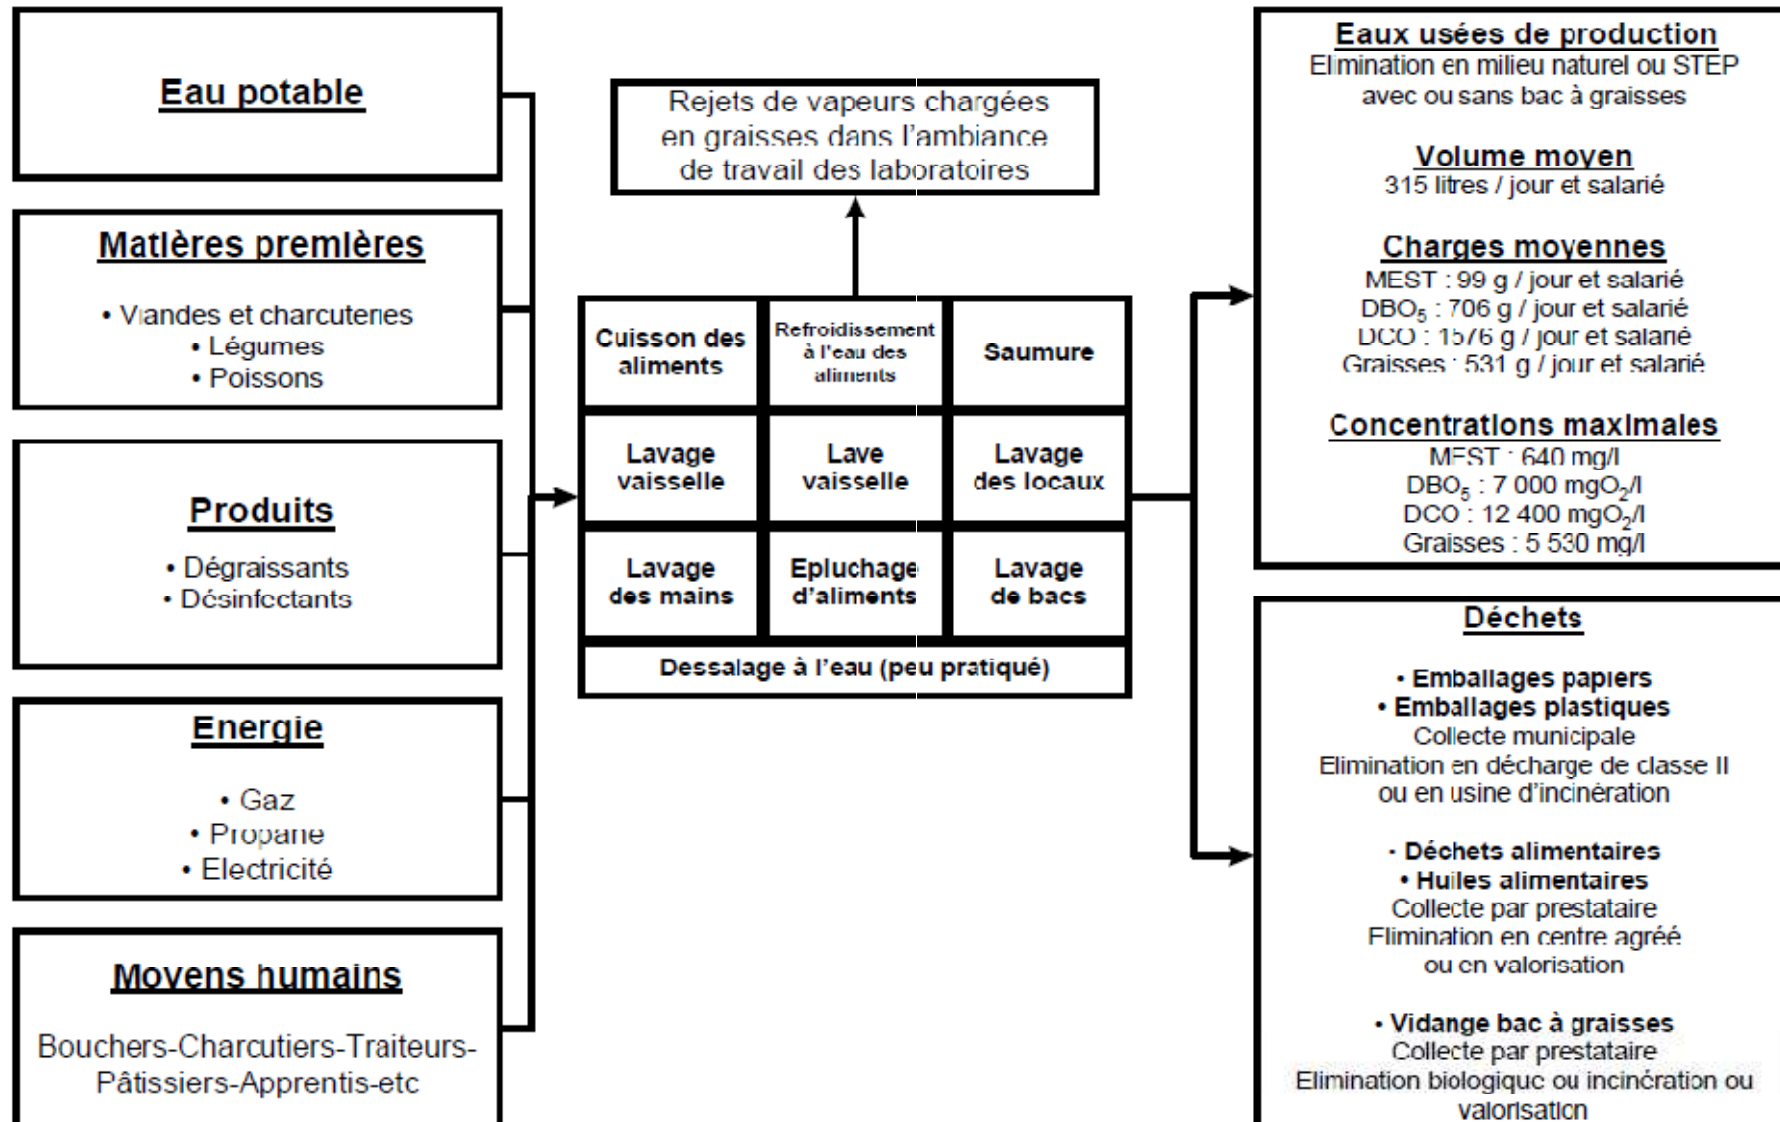 Eau potable
Matières premières
• Viandes et charcuteries
• Légumes
• Poissons
Produits
• Dégraissants
• Désinfectants
Energie
• Gaz
• Propane
• Electricité
Moyens humains
Bouchers-Charcutiers-Traiteurs-
Pâtissiers-Apprentis-etc
Rejets de vapeurs chargées
en graisses dans l'ambiance
de travail des laboratoires
Cuisson des
aliments
Refroidissement
à l'eau des
aliments
Saumure
Lavage
vaisselle
Lave
vaisselle
Lavage
des locaux
Lavage
des mains
Epluchage
d'aliments
Lavage
de bacs
Dessalage à l'eau (peu pratiqué)
Eaux usées de production
Elimination en milieu naturel ou STEP
avec ou sans bac à graisses
Volume moyen
315 litres / jour et salarié
Charges moyennes
MEST : 99 g / jour et salarié
DBO₅ : 706 g / jour et salarié
DCO : 1576 g / jour et salarié
Graisses : 531 g / jour et salarié
Concentrations maximales
MEST : 640 mg/l
DBO₅ : 7 000 mgO₂/l
DCO : 12 400 mgO₂/l
Graisses : 5 530 mg/l
Déchets
• Emballages papiers
• Emballages plastiques
Collecte municipale
Elimination en décharge de classe II
ou en usine d'incinération
• Déchets alimentaires
• Huiles alimentaires
Collecte par prestataire
Elimination en centre agréé
ou en valorisation
• Vidange bac à graisses
Collecte par prestataire
Elimination biologique ou incinération ou
valorisation